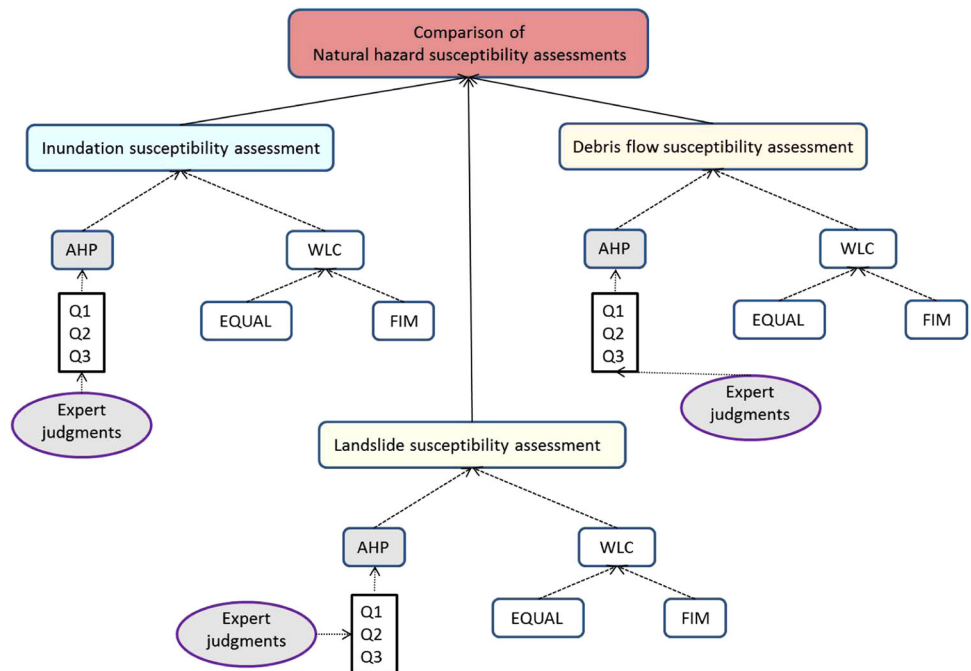 Comparison of
Natural hazard susceptibility assessments
Inundation susceptibility assessment
Debris flow susceptibility assessment
AHP
WLC
AHP
WLC
Q1
Q2
Q3
EQUAL
FIM
Q1
Q2
Q3
EQUAL
FIM
Expert
judgments
Expert
judgments
Landslide susceptibility assessment
AHP
WLC
Expert
judgments
Q1
Q2
Q3
EQUAL
FIM